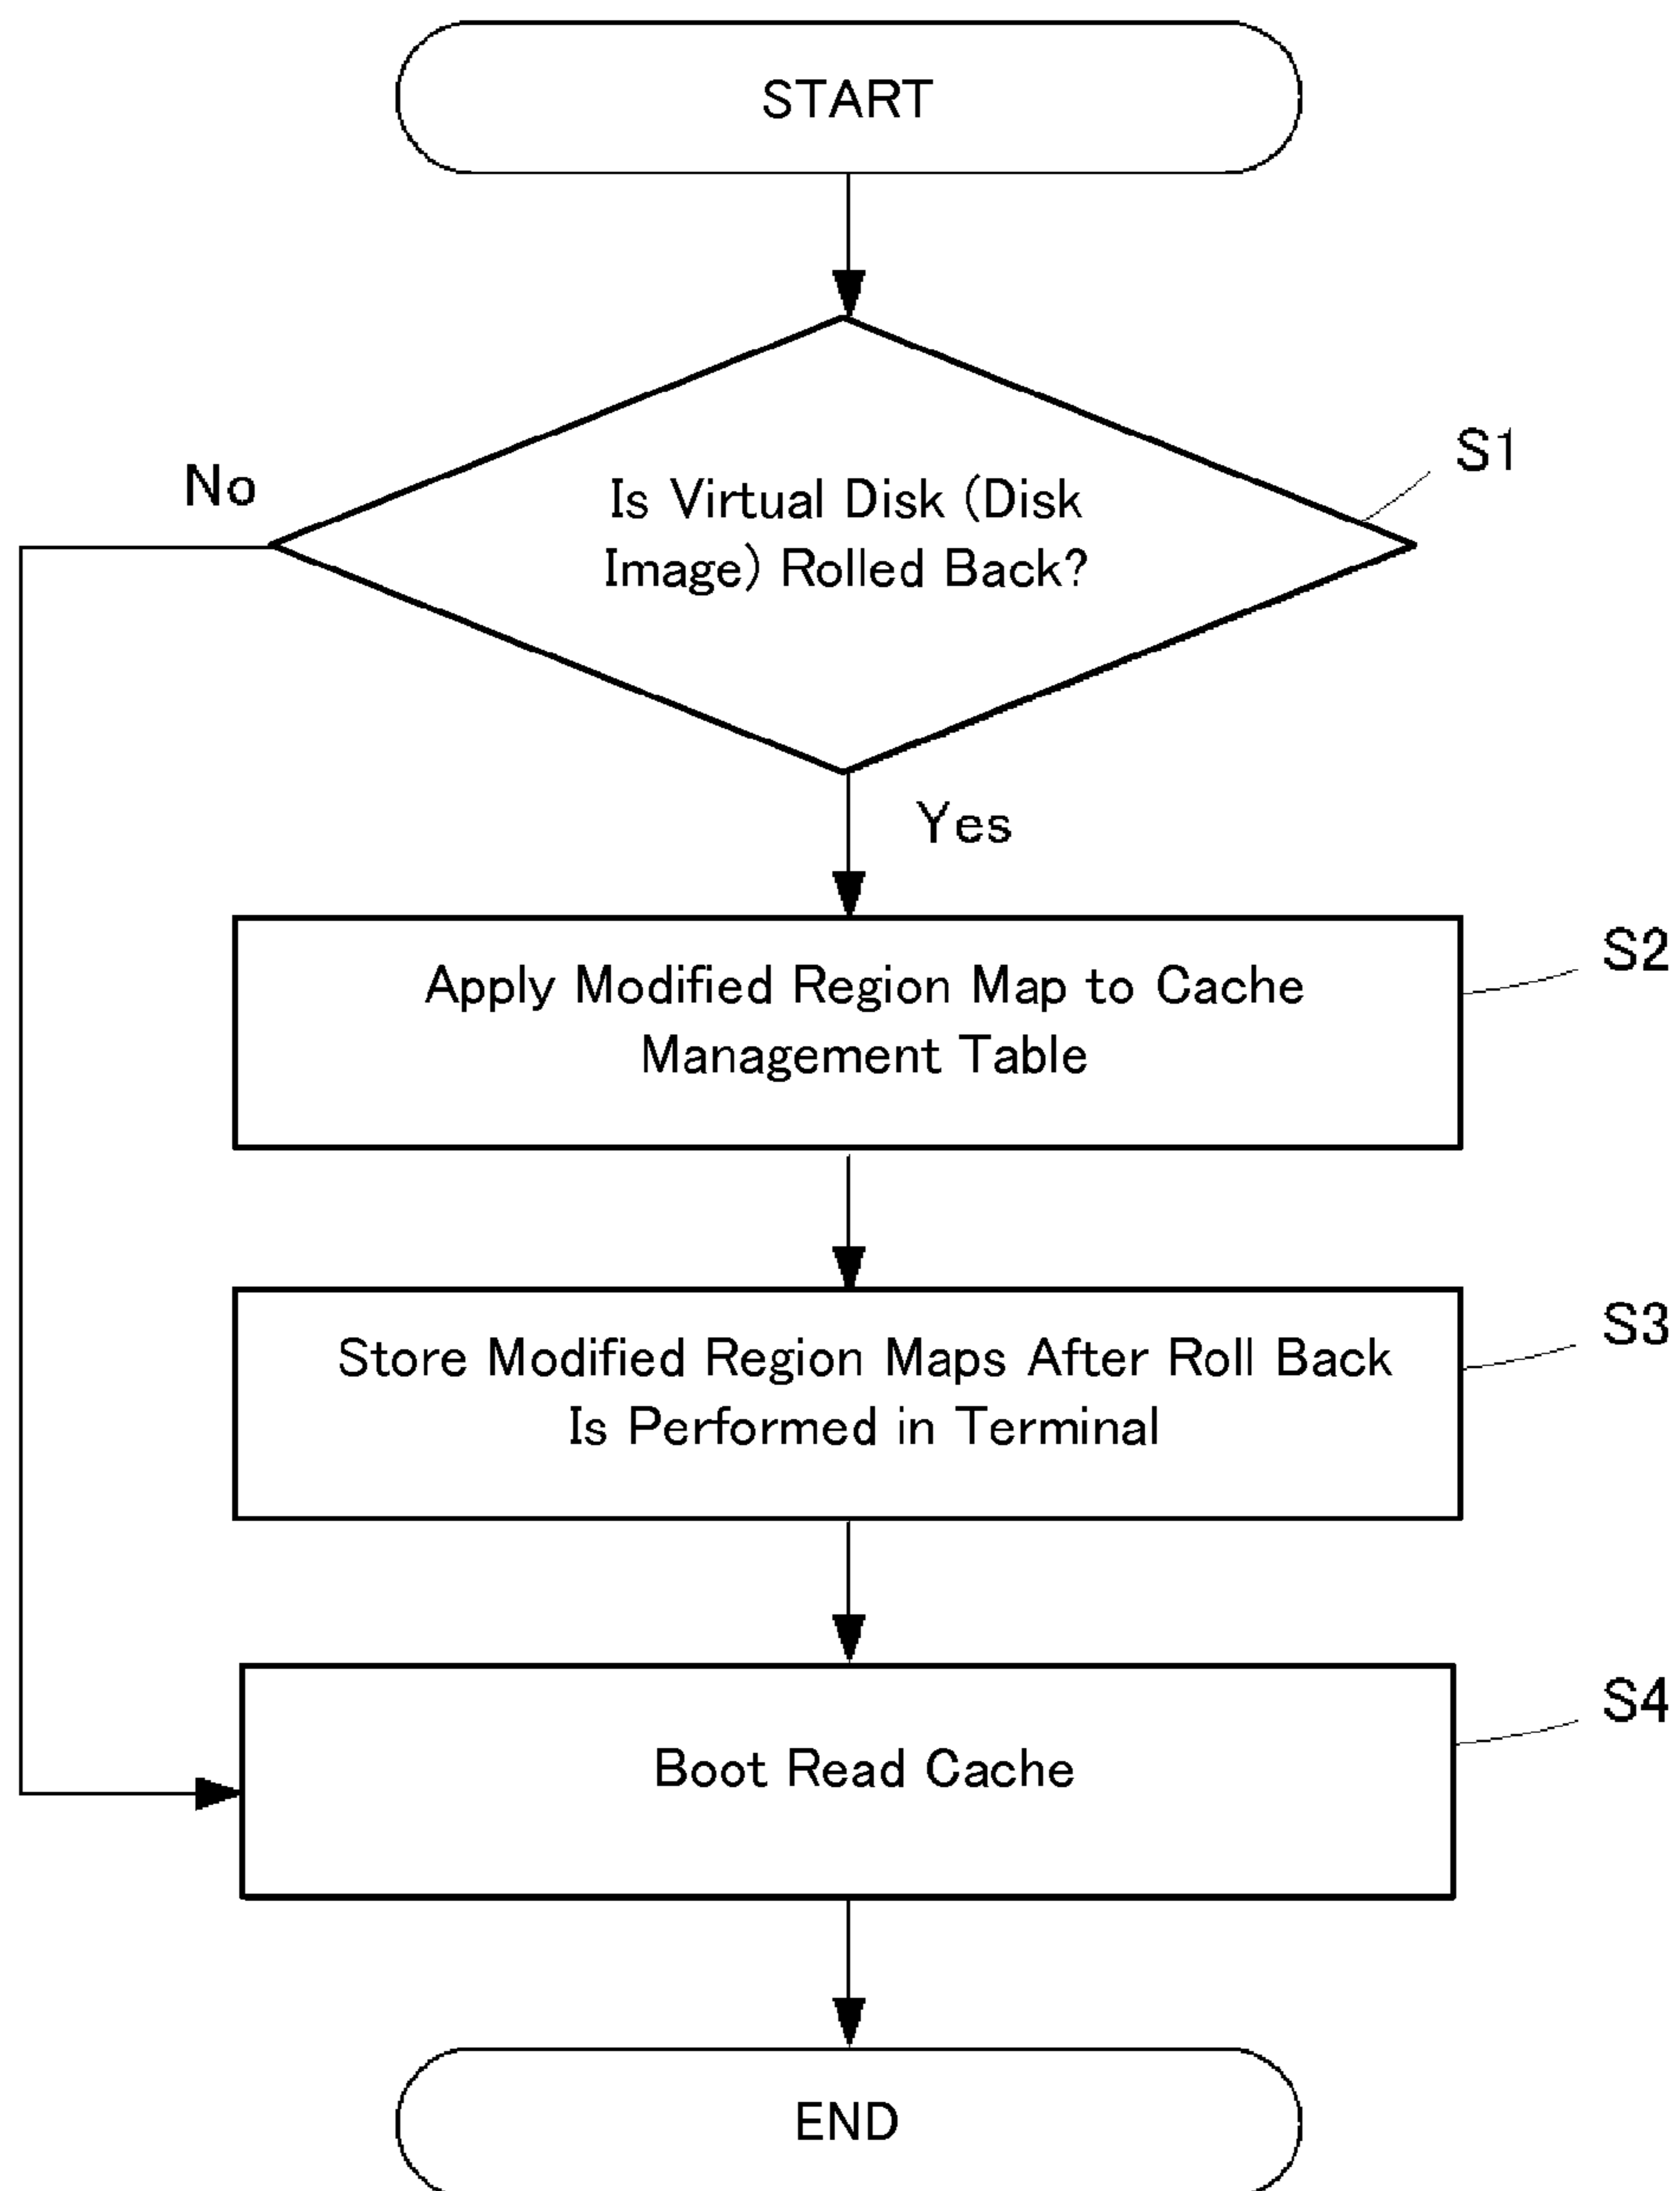 START
S1
No
Is Virtual Disk (Disk
Image) Rolled Back?
Yes
S2
Apply Modified Region Map to Cache
Management Table
S3
Store Modified Region Maps After Roll Back
Is Performed in Terminal
S4
Boot Read Cache
END